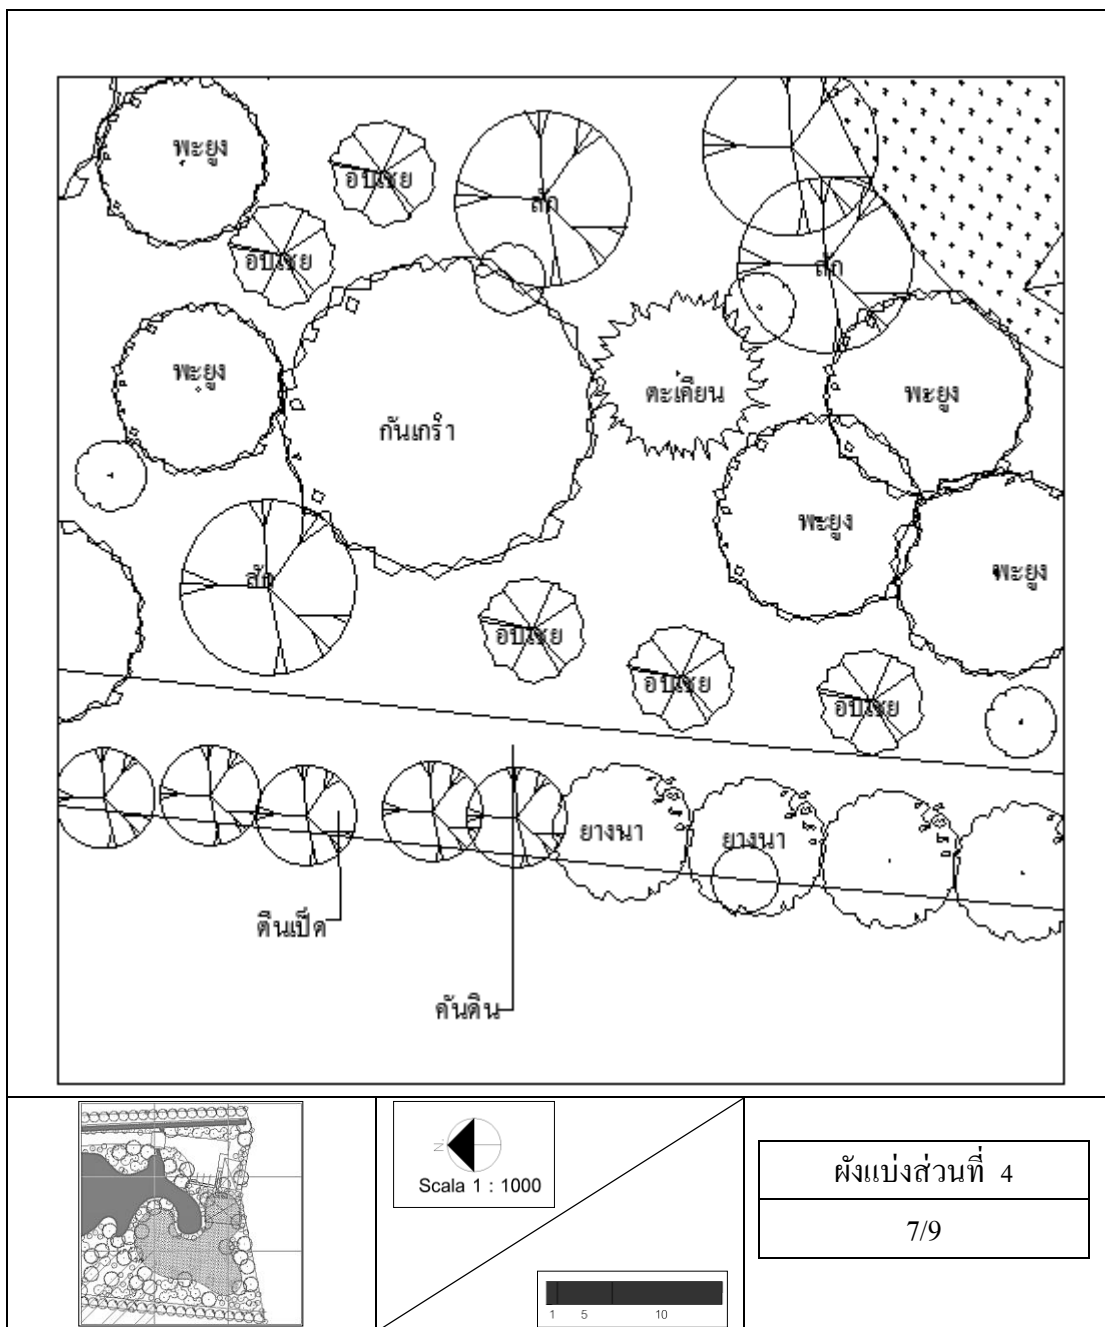 พะยูง
อบเชย
สัก
อบเชย
สัก
พะยูง
ตะเคียน
พะยูง
กันเกรา
พะยูง
สัก
พะยูง
อบเชย
อบเชย
อบเชย
ยางนา
ยางนา
ตีนเป็ด
คันดิน
N.
Scala 1 : 1000
1 5 10
ผังแบ่งส่วนที่ 4
7/9